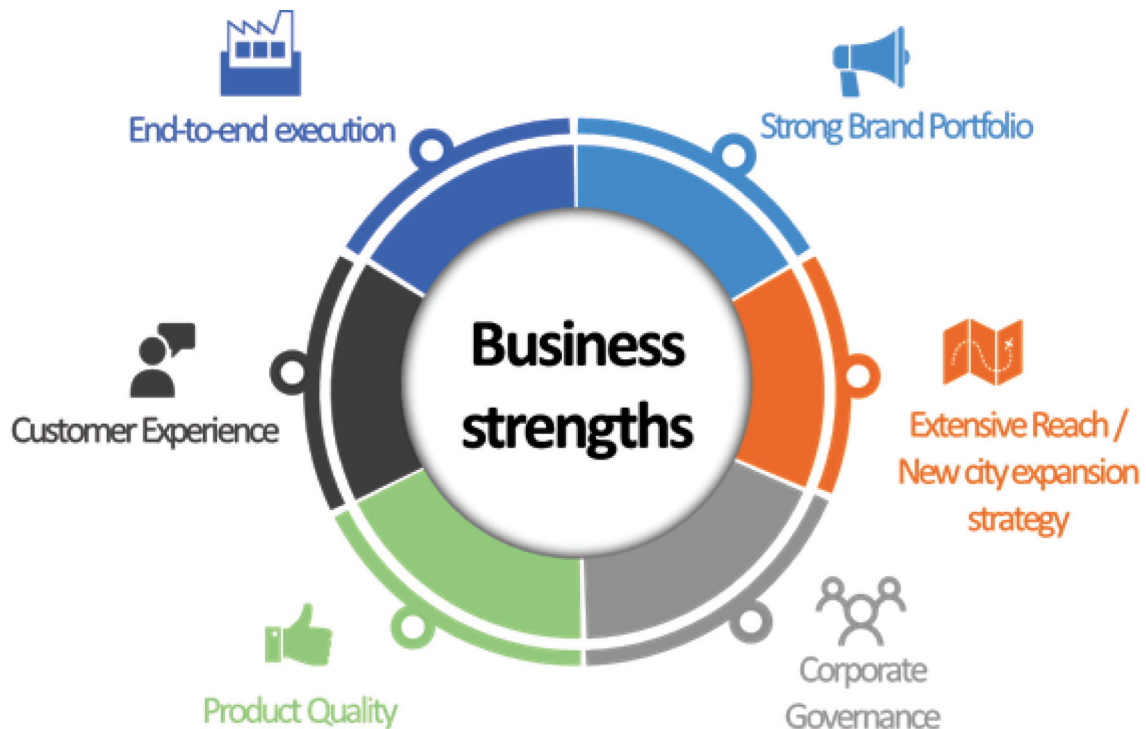 End-to-end execution
Strong Brand Portfolio
Business
strengths
Customer Experience
Extensive Reach /
New city expansion
strategy
Product Quality
Corporate
Governance